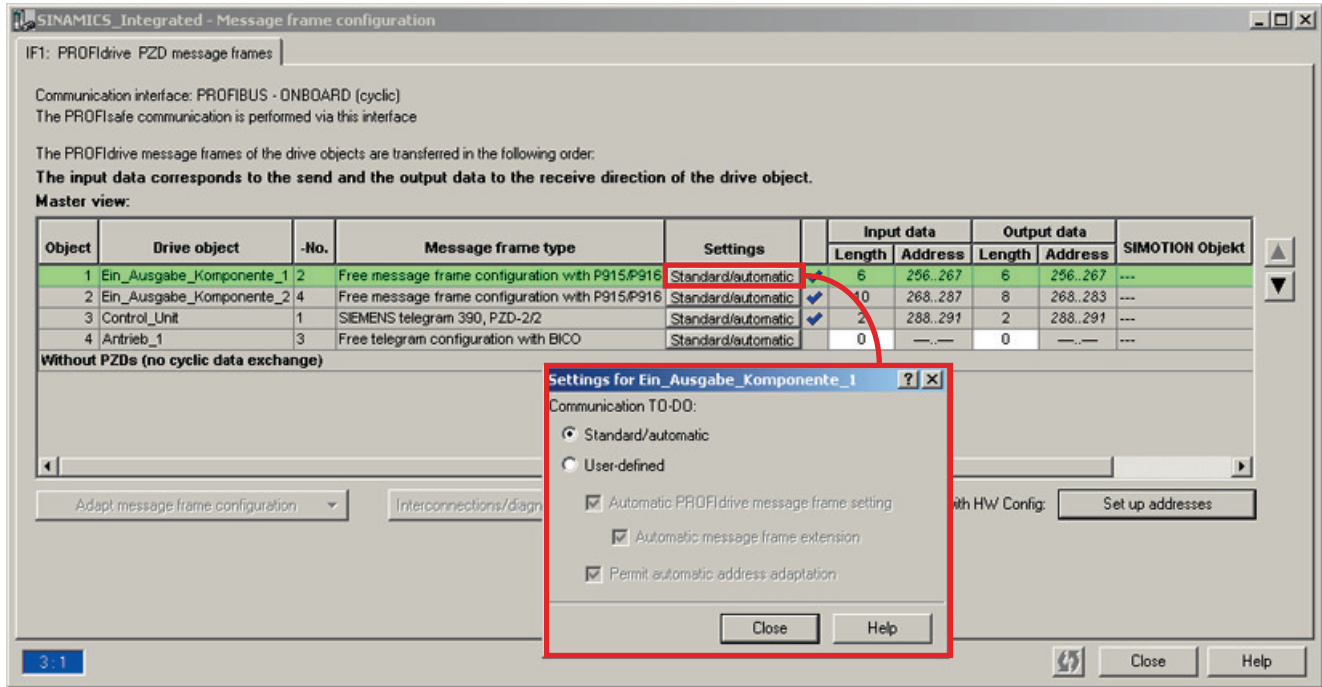 SINAMICS_Integrated - Message frame configuration
IF1: PROFIdrive PZD message frames
Communication interface: PROFIBUS - ONBOARD (cyclic)
The PROFIsafe communication is performed via this interface
The PROFIdrive message frames of the drive objects are transferred in the following order:
The input data corresponds to the send and the output data to the receive direction of the drive object.
Master view:
Object Drive object -No. Message frame type Settings Input data Output data SIMOTION Objekt
Length Address Length Address
1 Ein_Ausgabe_Komponente_1 2 Free message frame configuration with P915/P916 Standard/automatic 6 256..267 6 256..267 ---
2 Ein_Ausgabe_Komponente_2 4 Free message frame configuration with P915/P916 Standard/automatic 10 268..287 8 268..283 ---
3 Control_Unit 1 SIEMENS telegram 390, PZD-2/2 Standard/automatic 2 288..291 2 288..291 ---
4 Antrieb_1 3 Free telegram configuration with BICO Standard/automatic 0 —..— 0 —..— ---
Without PZDs (no cyclic data exchange)
Settings for Ein_Ausgabe_Komponente_1 ?
Communication TO-DO:
Standard/automatic
User-defined
Automatic PROFIdrive message frame setting
Automatic message frame extension
Permit automatic address adaptation
Close Help
Adapt message frame configuration Interconnections/diagn with HW Config: Set up addresses
3:1 Close Help